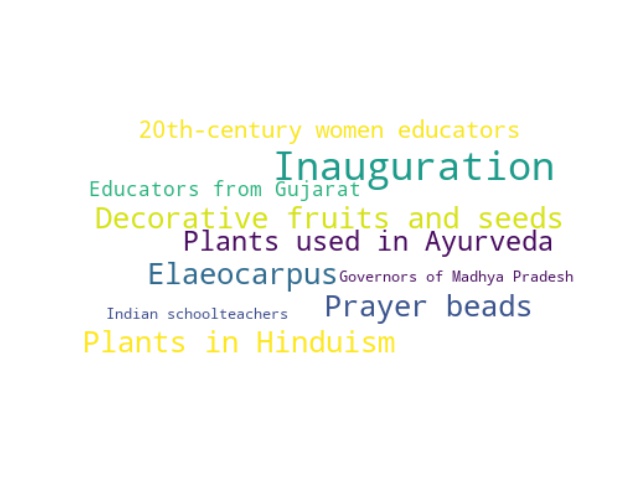 20th-century women educators
Inauguration
Educators from Gujarat
Decorative fruits and seeds
Plants used in Ayurveda
Elaeocarpus
Governors of Madhya Pradesh
Prayer beads
Indian schoolteachers
Plants in Hinduism